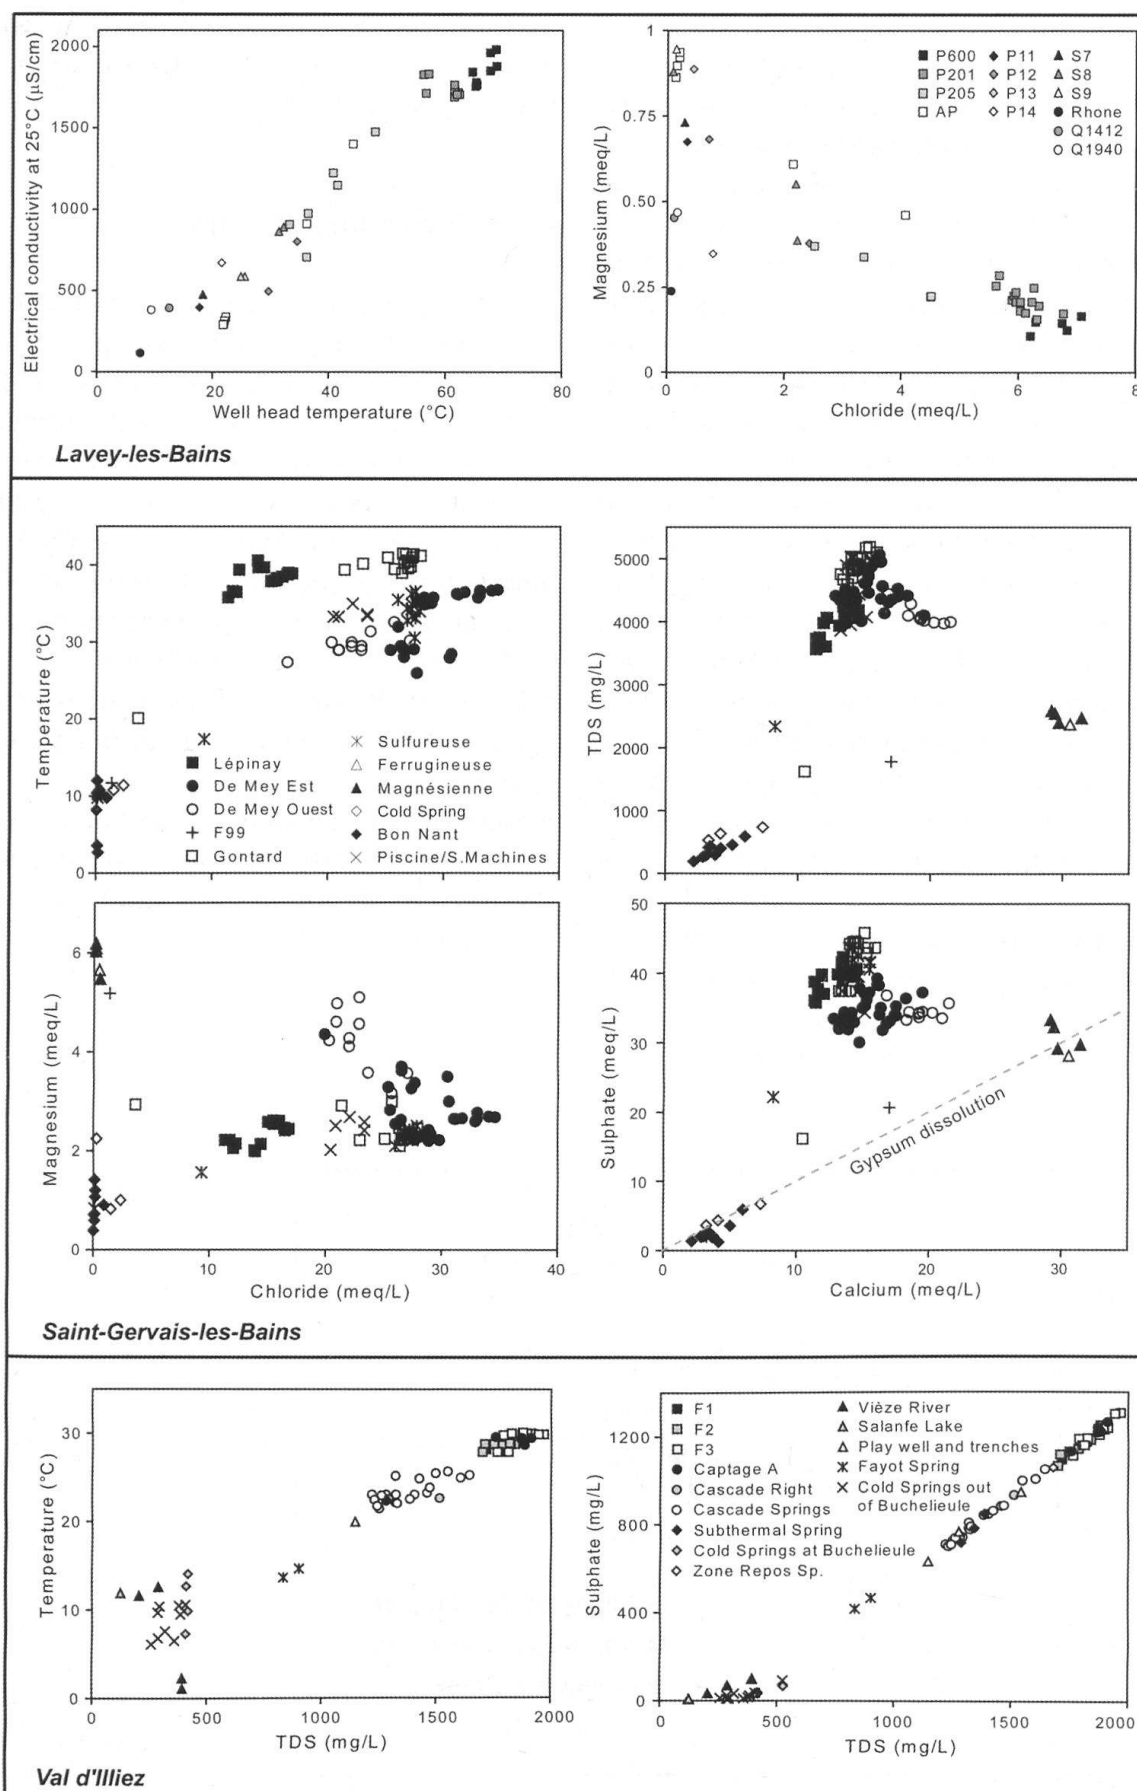 Electrical conductivity at 25°C (µS/cm)
2000
1500
1000
500
0
0 20 40 60 80
Well head temperature (°C)
Magnesium (meq/L)
1
0.75
0.50
0.25
0
0 2 4 6 8
Chloride (meq/L)
P600
P201
P205
AP
P11
P12
P13
P14
S7
S8
S9
Rhone
Q1412
Q1940
Lavey-les-Bains
Temperature (°C)
40
30
20
10
0
Lépinay
De Mey Est
De Mey Ouest
F99
Gontard
Sulfureuse
Ferrugineuse
Magnésienne
Cold Spring
Bon Nant
Piscine/S.Machines
TDS (mg/L)
5000
4000
3000
2000
1000
0
Magnesium (meq/L)
6
4
2
0
0 10 20 30 40
Chloride (meq/L)
Sulphate (meq/L)
50
40
30
20
10
0
Gypsum dissolution
0 10 20 30
Calcium (meq/L)
Saint-Gervais-les-Bains
Temperature (°C)
30
20
10
0
0 500 1000 1500 2000
TDS (mg/L)
Sulphate (mg/L)
1200
800
400
0
F1
F2
F3
Captage A
Cascade Right
Cascade Springs
Subthermal Spring
Cold Springs at Buchelieule
Zone Repos Sp.
Vièze River
Salanfe Lake
Play well and trenches
Fayot Spring
Cold Springs out
of Buchelieule
0 500 1000 1500 2000
TDS (mg/L)
Val d'Illiez